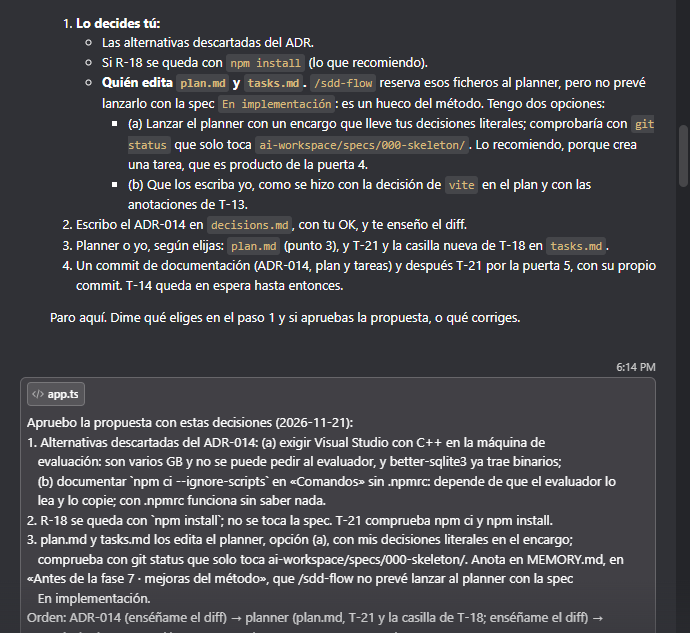 1. Lo decides tú:
○ Las alternativas descartadas del ADR.
○ Si R-18 se queda con npm install (lo que recomiendo).
○ Quién edita plan.md y tasks.md. /sdd-flow reserva esos ficheros al planner, pero no prevé
lanzarlo con la spec En implementación: es un hueco del método. Tengo dos opciones:
■ (a) Lanzar el planner con un encargo que lleve tus decisiones literales; comprobaría con git
status que solo toca ai-workspace/specs/000-skeleton/. Lo recomiendo, porque crea
una tarea, que es producto de la puerta 4.
■ (b) Que los escriba yo, como se hizo con la decisión de vite en el plan y con las
anotaciones de T-13.
2. Escribo el ADR-014 en decisions.md, con tu OK, y te enseño el diff.
3. Planner o yo, según elijas: plan.md (punto 3), y T-21 y la casilla nueva de T-18 en tasks.md.
4. Un commit de documentación (ADR-014, plan y tareas) y después T-21 por la puerta 5, con su propio
commit. T-14 queda en espera hasta entonces.
Paro aquí. Dime qué eliges en el paso 1 y si apruebas la propuesta, o qué corriges.
6:14 PM
</> app.ts
Apruebo la propuesta con estas decisiones (2026-11-21):
1. Alternativas descartadas del ADR-014: (a) exigir Visual Studio con C++ en la máquina de
evaluación: son varios GB y no se puede pedir al evaluador, y better-sqlite3 ya trae binarios;
(b) documentar `npm ci --ignore-scripts` en «Comandos» sin .npmrc: depende de que el evaluador lo
lea y lo copie; con .npmrc funciona sin saber nada.
2. R-18 se queda con `npm install`; no se toca la spec. T-21 comprueba npm ci y npm install.
3. plan.md y tasks.md los edita el planner, opción (a), con mis decisiones literales en el encargo;
comprueba con git status que solo toca ai-workspace/specs/000-skeleton/. Anota en MEMORY.md, en
«Antes de la fase 7 · mejoras del método», que /sdd-flow no prevé lanzar al planner con la spec
En implementación.
Orden: ADR-014 (enséñame el diff) → planner (plan.md, T-21 y la casilla de T-18; enséñame el diff) →